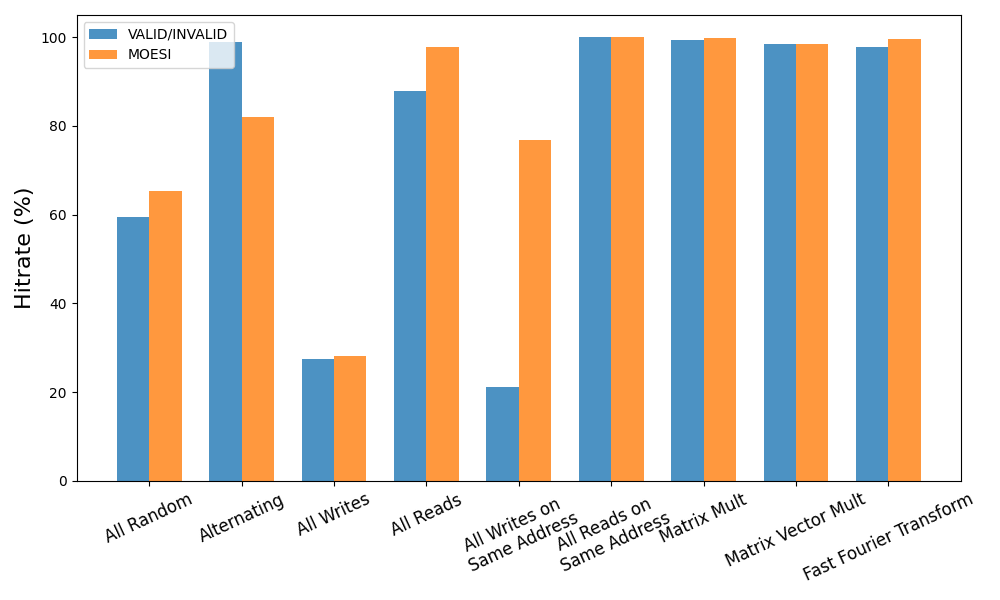 VALID/INVALID
MOESI
Hitrate (%)
100
80
60
40
20
0
All Random
Alternating
All Writes
All Reads
All Writes on
Same Address
All Reads on
Same Address
Matrix Mult
Matrix Vector Mult
Fast Fourier Transform